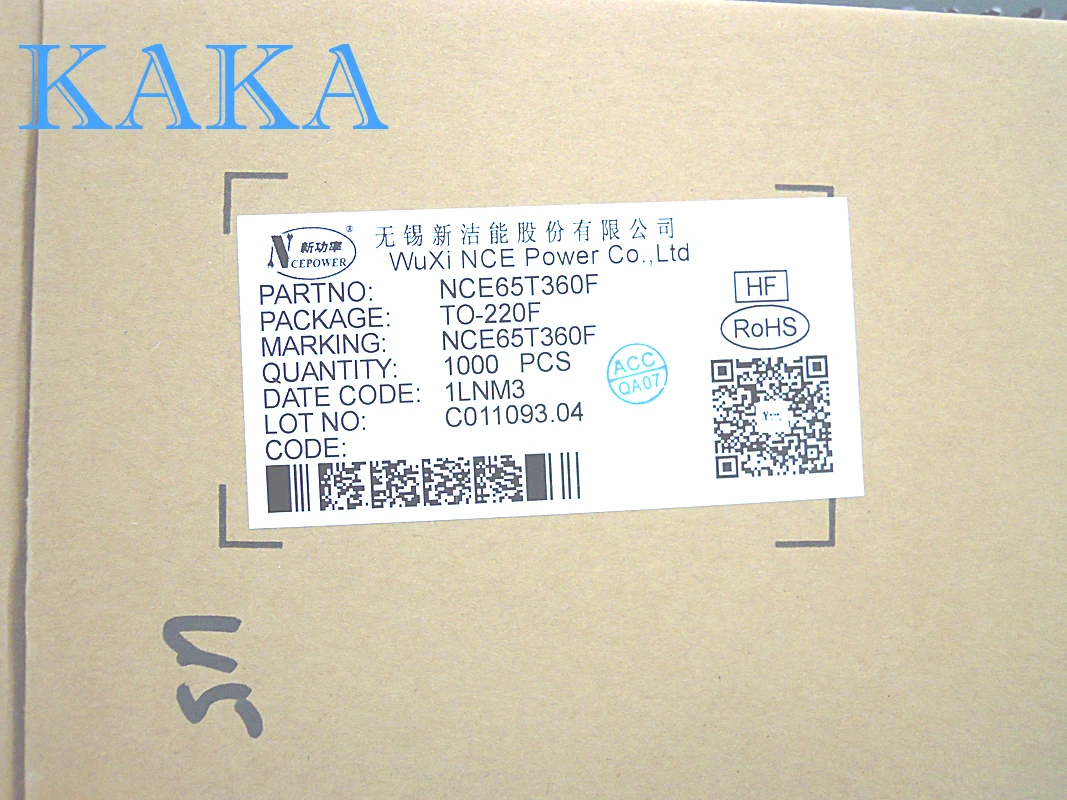 KAKA
新功率
NCEPOWER
®
无锡新洁能股份有限公司
WuXi NCE Power Co.,Ltd
PARTNO: NCE65T360F
PACKAGE: TO-220F
MARKING: NCE65T360F
QUANTITY: 1000 PCS
DATE CODE: 1LNM3
LOT NO: C011093.04
CODE:
HF
RoHS
ACC
QA07